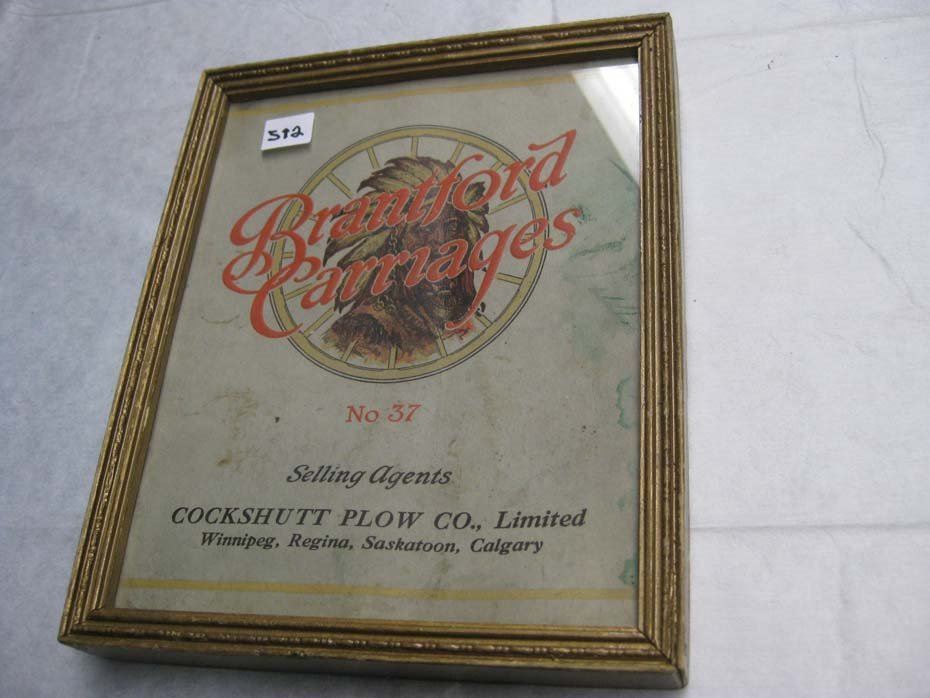 512
Brantford
Carriages
No 37
Selling Agents
COCKSHUTT PLOW CO., Limited
Winnipeg, Regina, Saskatoon, Calgary